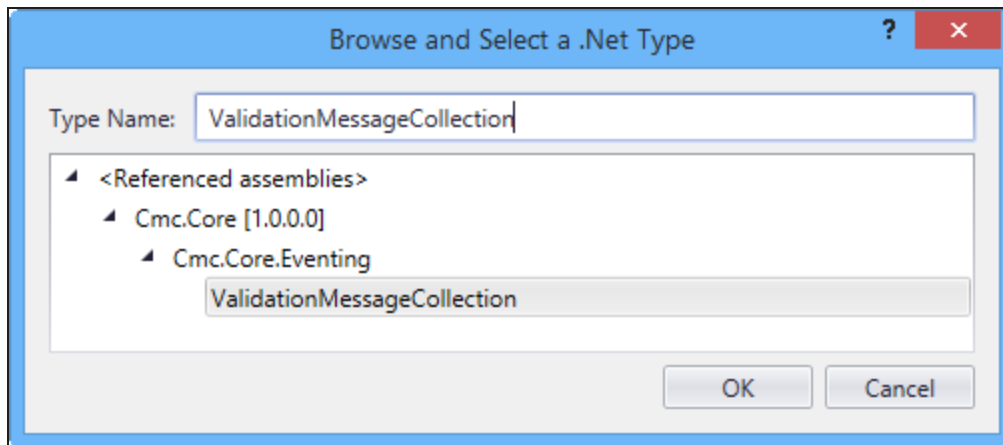 Browse and Select a .Net Type
?
×
Type Name: ValidationMessageCollection
<Referenced assemblies>
Cmc.Core [1.0.0.0]
Cmc.Core.Eventing
ValidationMessageCollection
OK Cancel